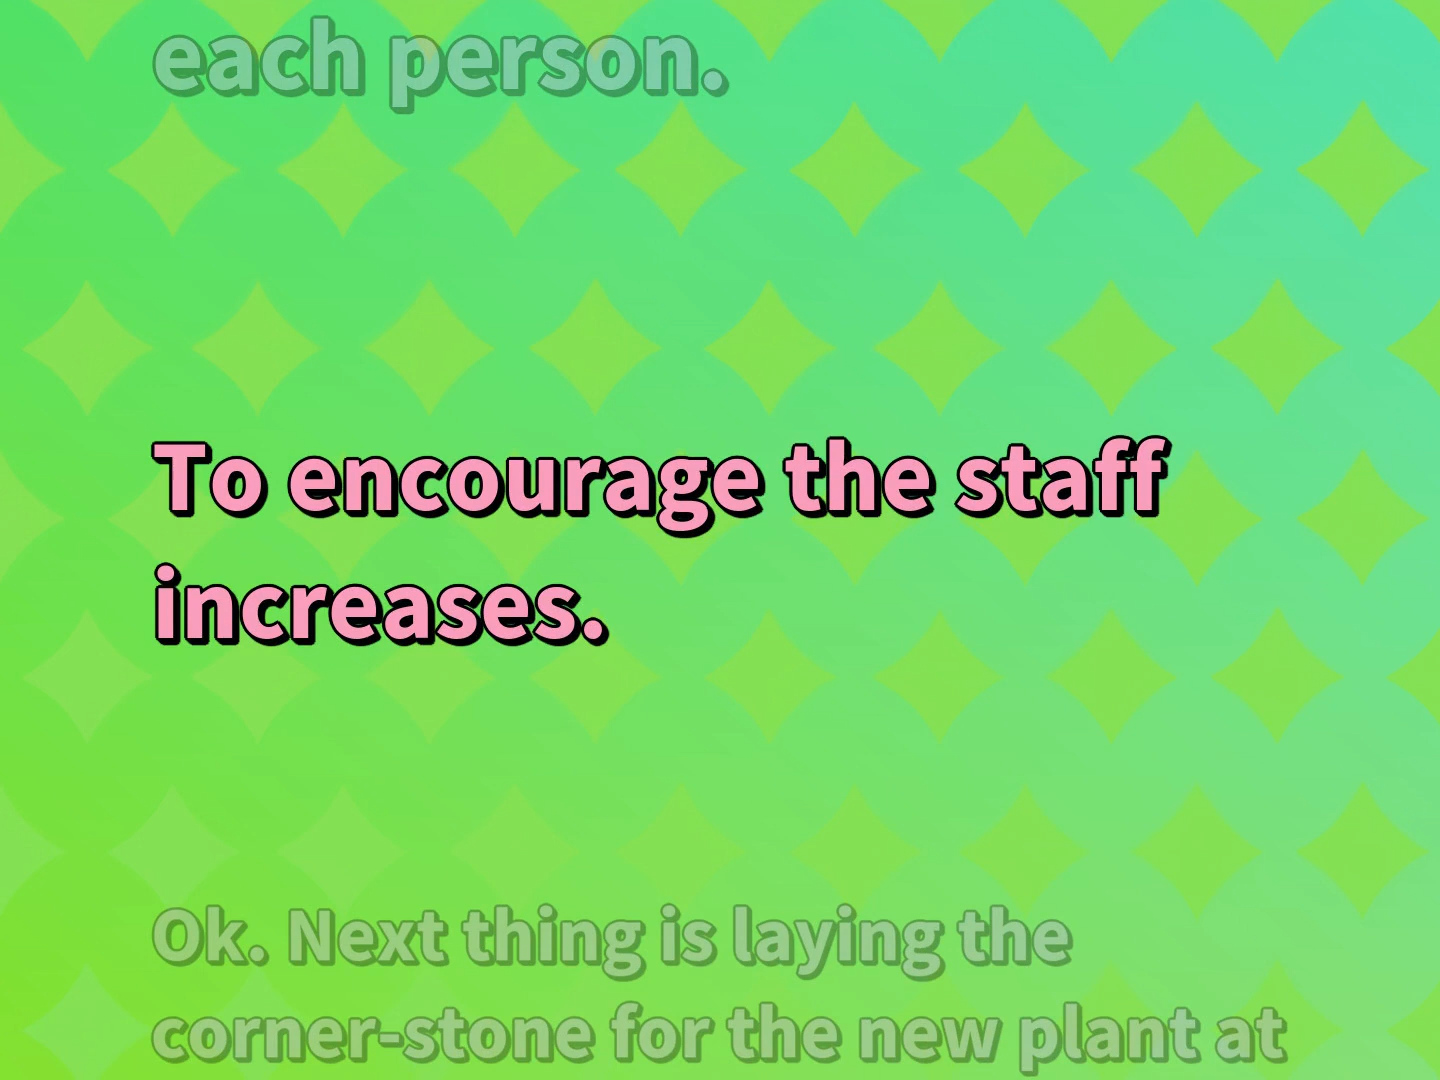 each person.
To encourage the staff
increases.
Ok. Next thing is laying the
corner-stone for the new plant at